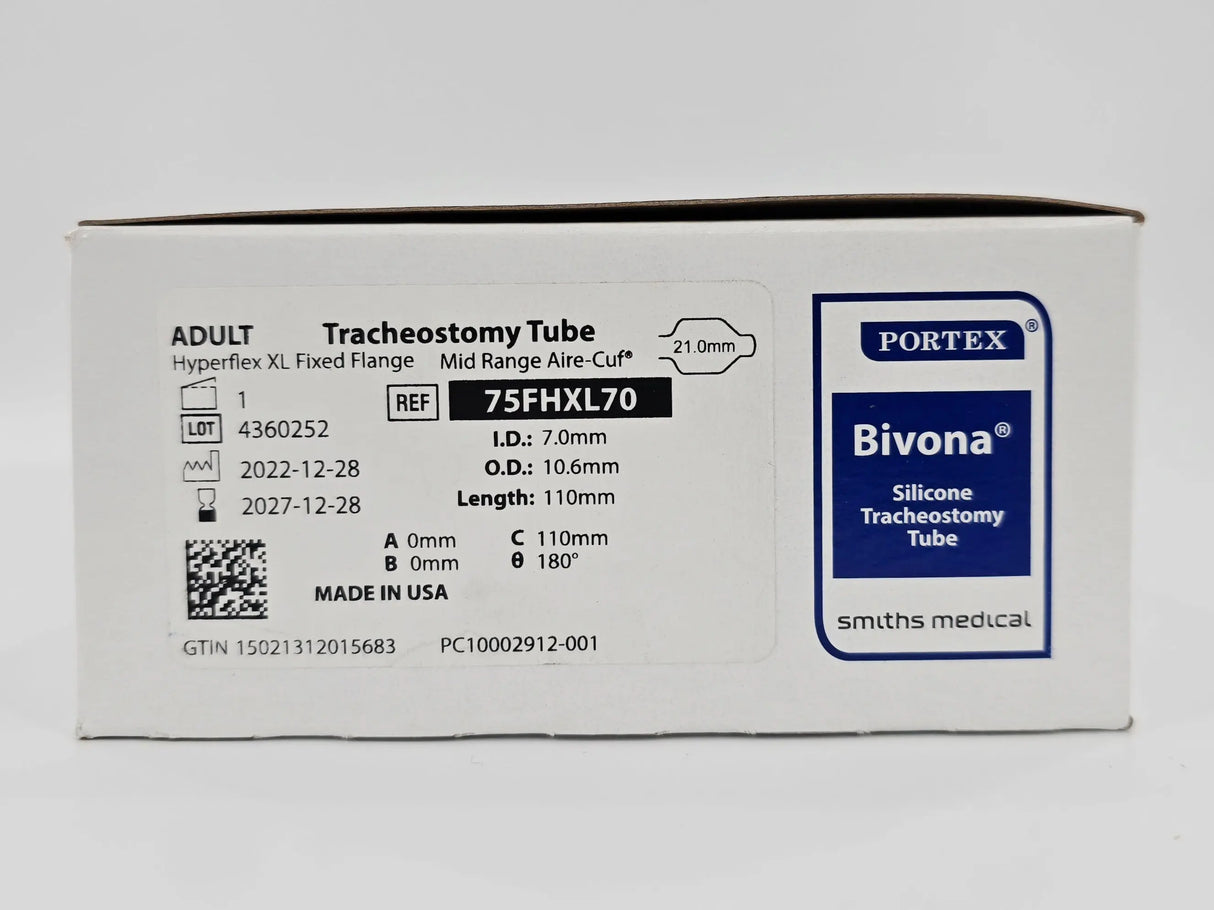 ADULT Tracheostomy Tube
Hyperflex XL Fixed Flange Mid Range Aire-Cuf®
21.0mm
1
REF 75FHXL70
LOT 4360252
I.D.: 7.0mm
2022-12-28
O.D.: 10.6mm
2027-12-28
Length: 110mm
A 0mm C 110mm
B 0mm θ 180°
MADE IN USA
GTIN 15021312015683 PC10002912-001
PORTEX®
Bivona®
Silicone
Tracheostomy
Tube
smiths medical